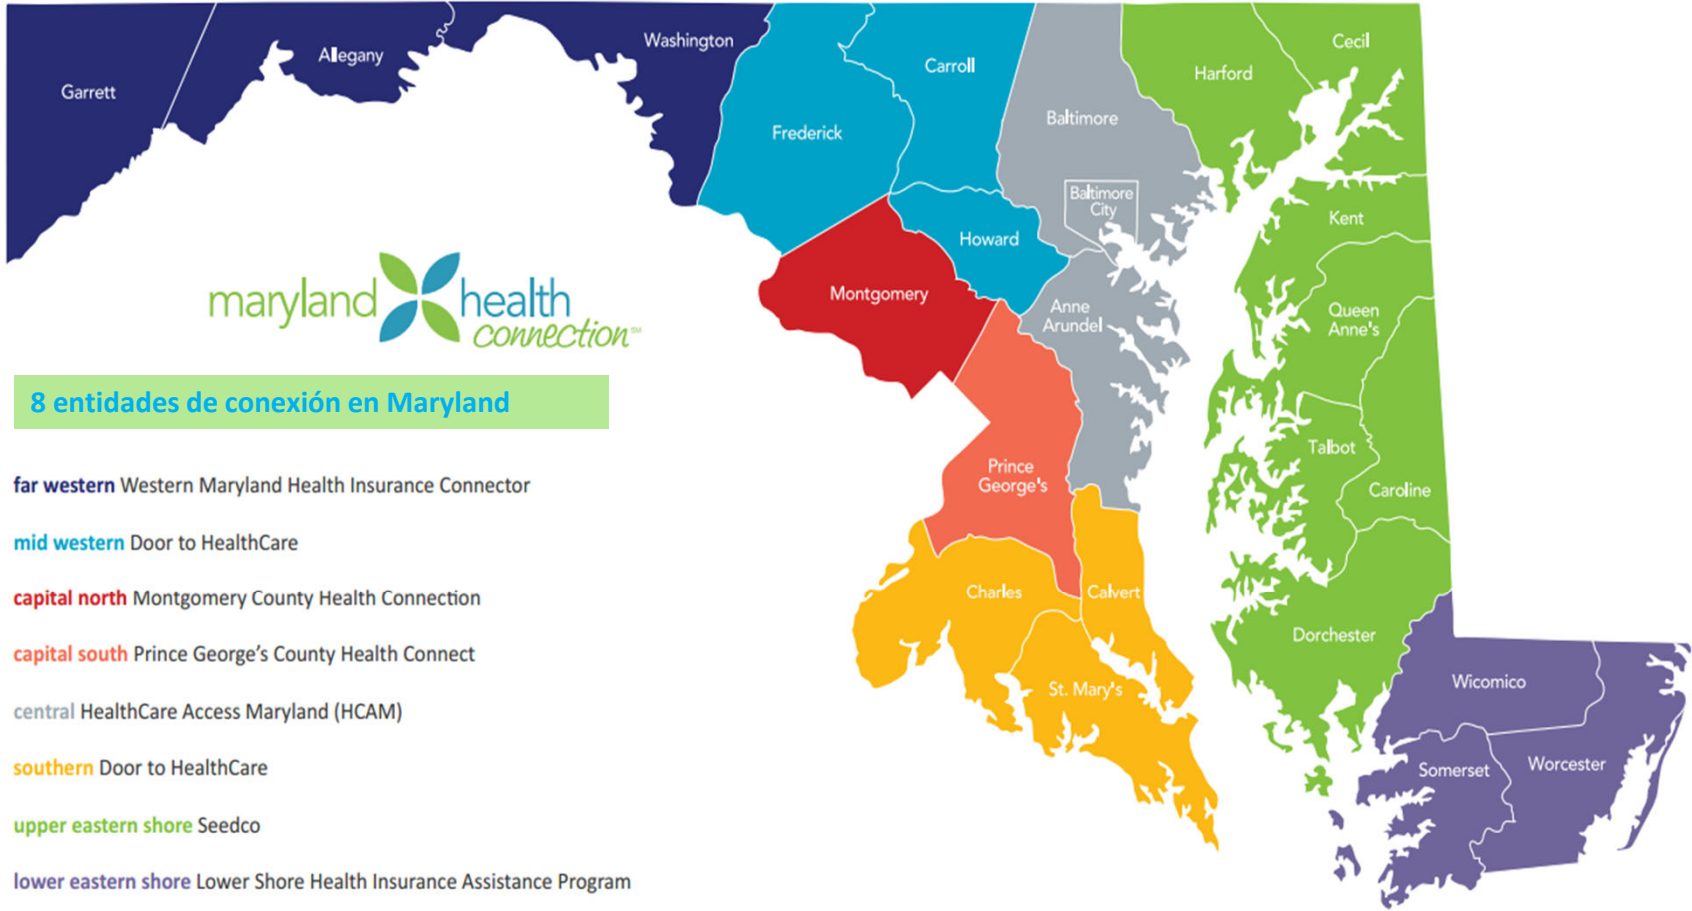 Garrett
Allegany
Washington
Frederick
Carroll
Baltimore
Baltimore
City
Harford
Cecil
Howard
Montgomery
Anne
Arundel
Kent
Queen
Anne's
Talbot
Caroline
Prince
George's
Charles
Calvert
St. Mary's
Dorchester
Wicomico
Somerset
Worcester
maryland health
connection℠
8 entidades de conexión en Maryland
far western Western Maryland Health Insurance Connector
mid western Door to HealthCare
capital north Montgomery County Health Connection
capital south Prince George’s County Health Connect
central HealthCare Access Maryland (HCAM)
southern Door to HealthCare
upper eastern shore Seedco
lower eastern shore Lower Shore Health Insurance Assistance Program